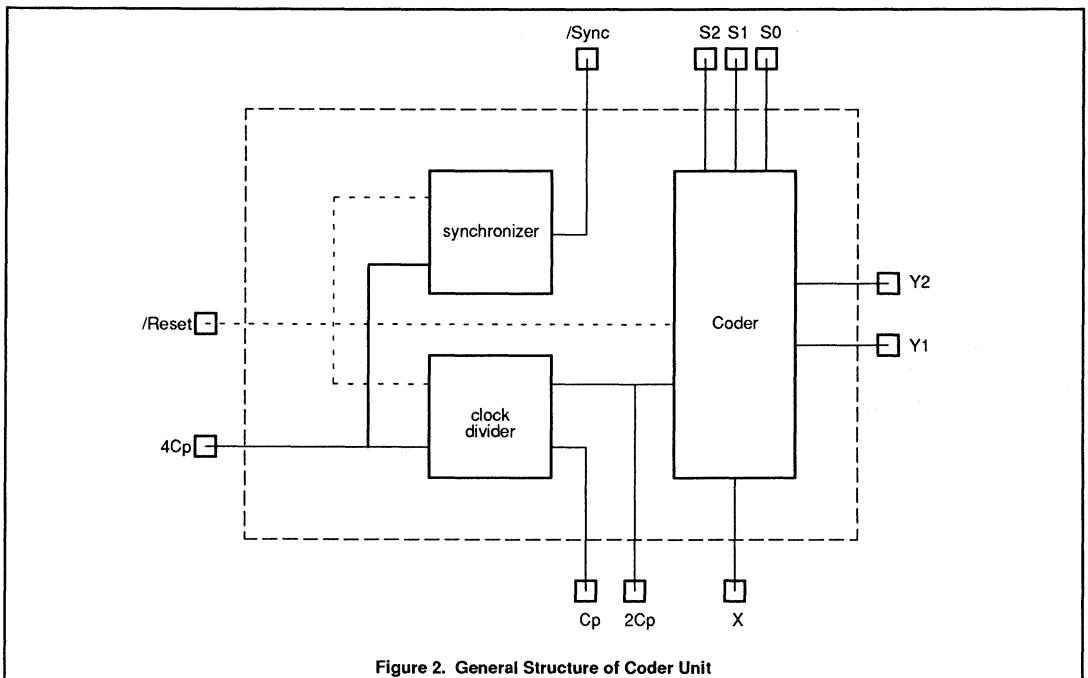 /Sync
S2 S1 S0
synchronizer
Y2
/Reset
Coder
Y1
clock
divider
4Cp
Cp 2Cp X
Figure 2. General Structure of Coder Unit